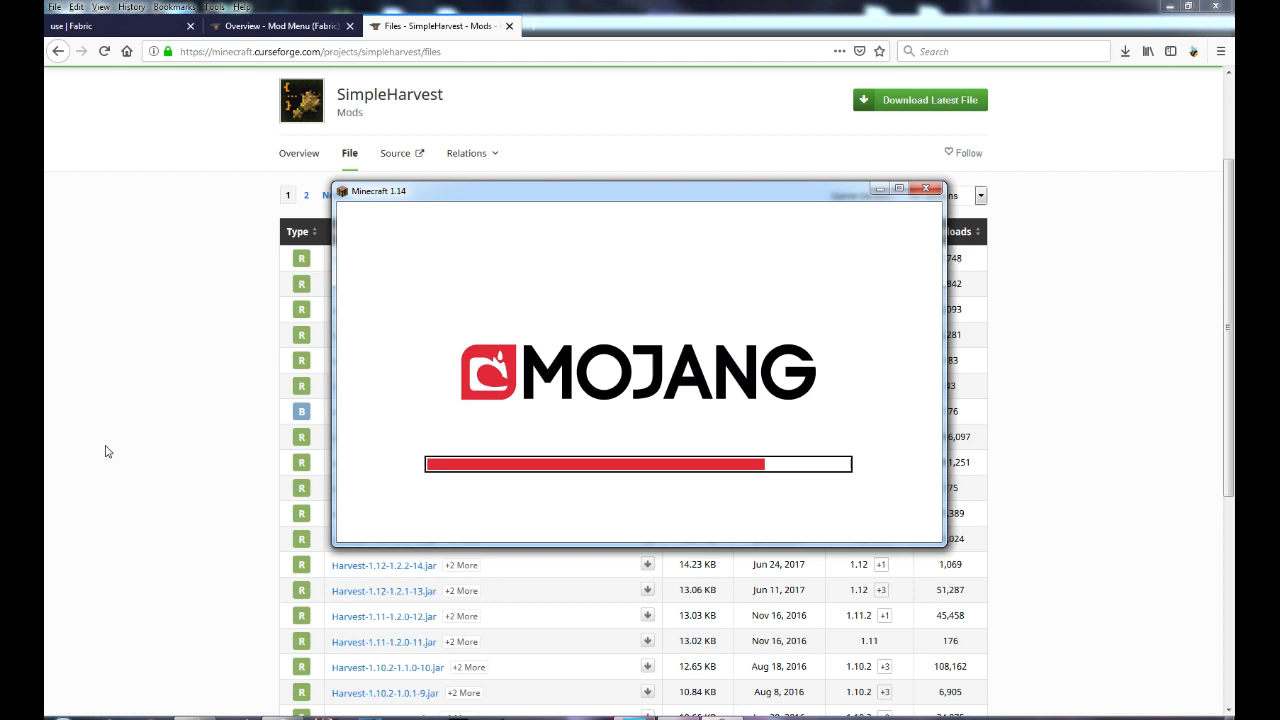 File Edit View History Bookmarks Tools Help
use | Fabric
Overview - Mod Menu (Fabric)
Files - SimpleHarvest - Mods -
https://minecraft.curseforge.com/projects/simpleharvest/files
Search
SimpleHarvest
Mods
Download Latest File
Overview File Source Relations
Follow
1 2
Minecraft 1.14
Type
R
748
R
842
R
093
R
281
R
83
R
43
B
76
R
6,097
R
1,251
R
75
R
389
R
024
MOJANG
R Harvest-1.12-1.2.2-14.jar +2 More 14.23 KB Jun 24, 2017 1.12 +1 1,069
R Harvest-1.12-1.2.1-13.jar +2 More 13.06 KB Jun 11, 2017 1.12 +3 51,287
R Harvest-1.11-1.2.0-12.jar +2 More 13.03 KB Nov 16, 2016 1.11.2 +1 45,458
R Harvest-1.11-1.2.0-11.jar +2 More 13.02 KB Nov 16, 2016 1.11 176
R Harvest-1.10.2-1.1.0-10.jar +2 More 12.65 KB Aug 18, 2016 1.10.2 +3 108,162
R Harvest-1.10.2-1.0.1-9.jar +2 More 10.84 KB Aug 8, 2016 1.10.2 +3 6,905